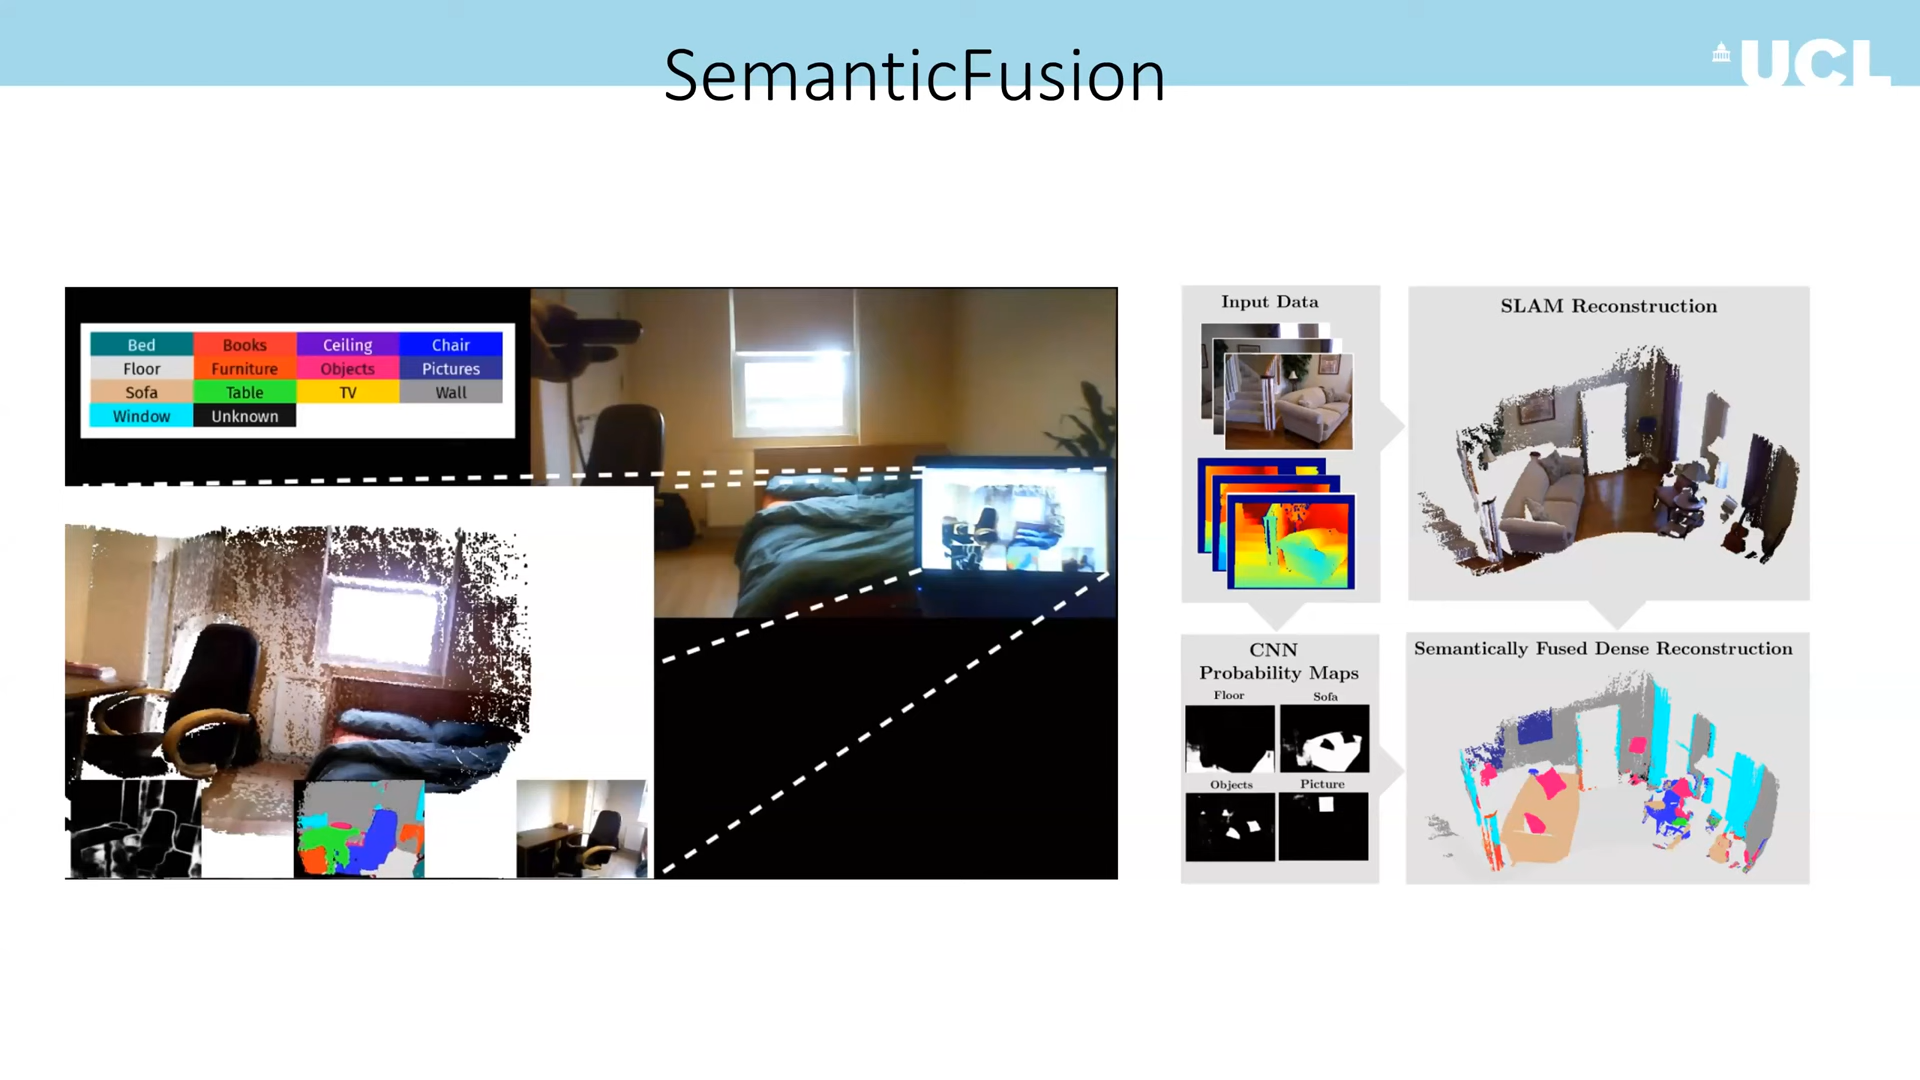 SemanticFusion
UCL
Bed Books Ceiling Chair
Floor Furniture Objects Pictures
Sofa Table TV Wall
Window Unknown
Input Data
SLAM Reconstruction
CNN
Probability Maps
Floor Sofa
Objects Picture
Semantically Fused Dense Reconstruction